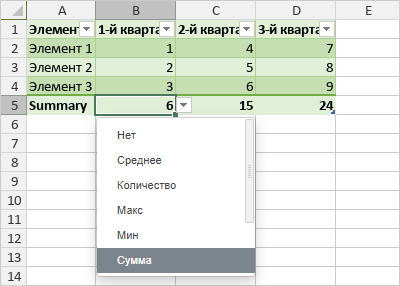 A B C D E
1 Элемен 1-й кварта 2-й кварта 3-й кварта
2 Элемент 1 1 4 7
3 Элемент 2 2 5 8
4 Элемент 3 3 6 9
5 Summary 6 15 24
6
7 Нет
8 Среднее
9 Количество
10
11 Макс
12 Мин
13 Сумма
14